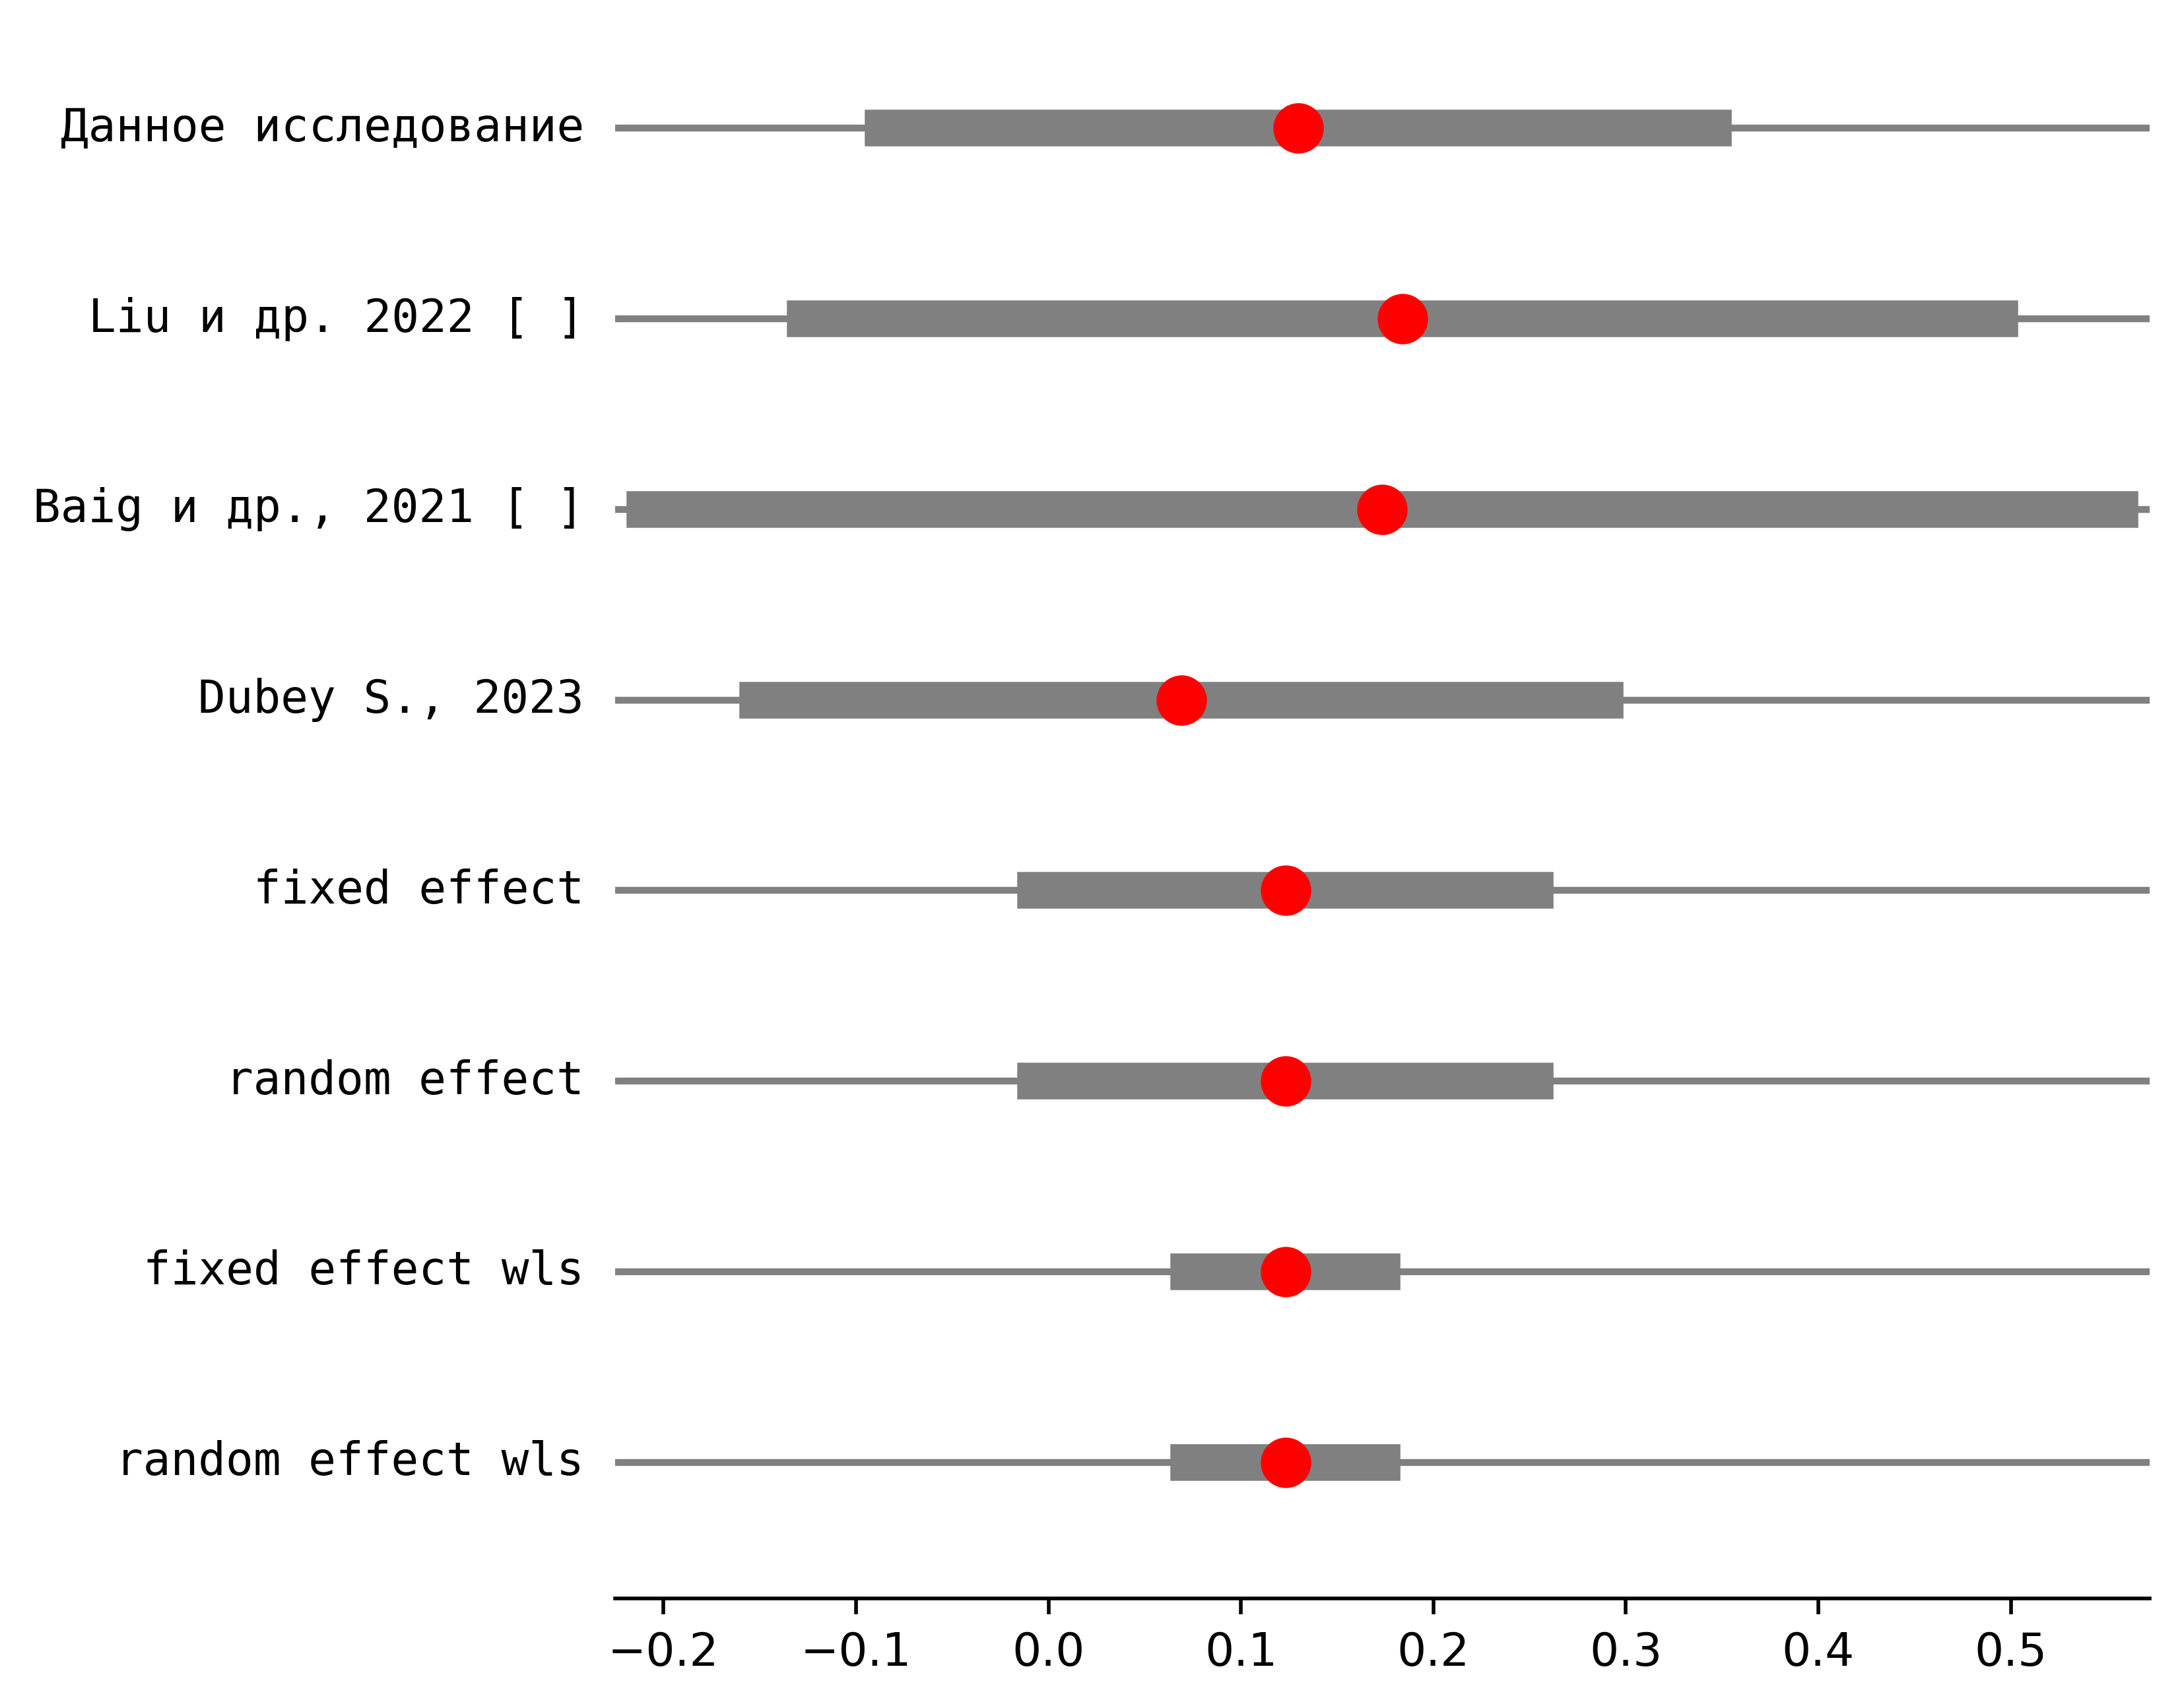 Данное исследование
Liu и др. 2022 [ ]
Baig и др., 2021 [ ]
Dubey S., 2023
fixed effect
random effect
fixed effect wls
random effect wls
−0.2 −0.1 0.0 0.1 0.2 0.3 0.4 0.5